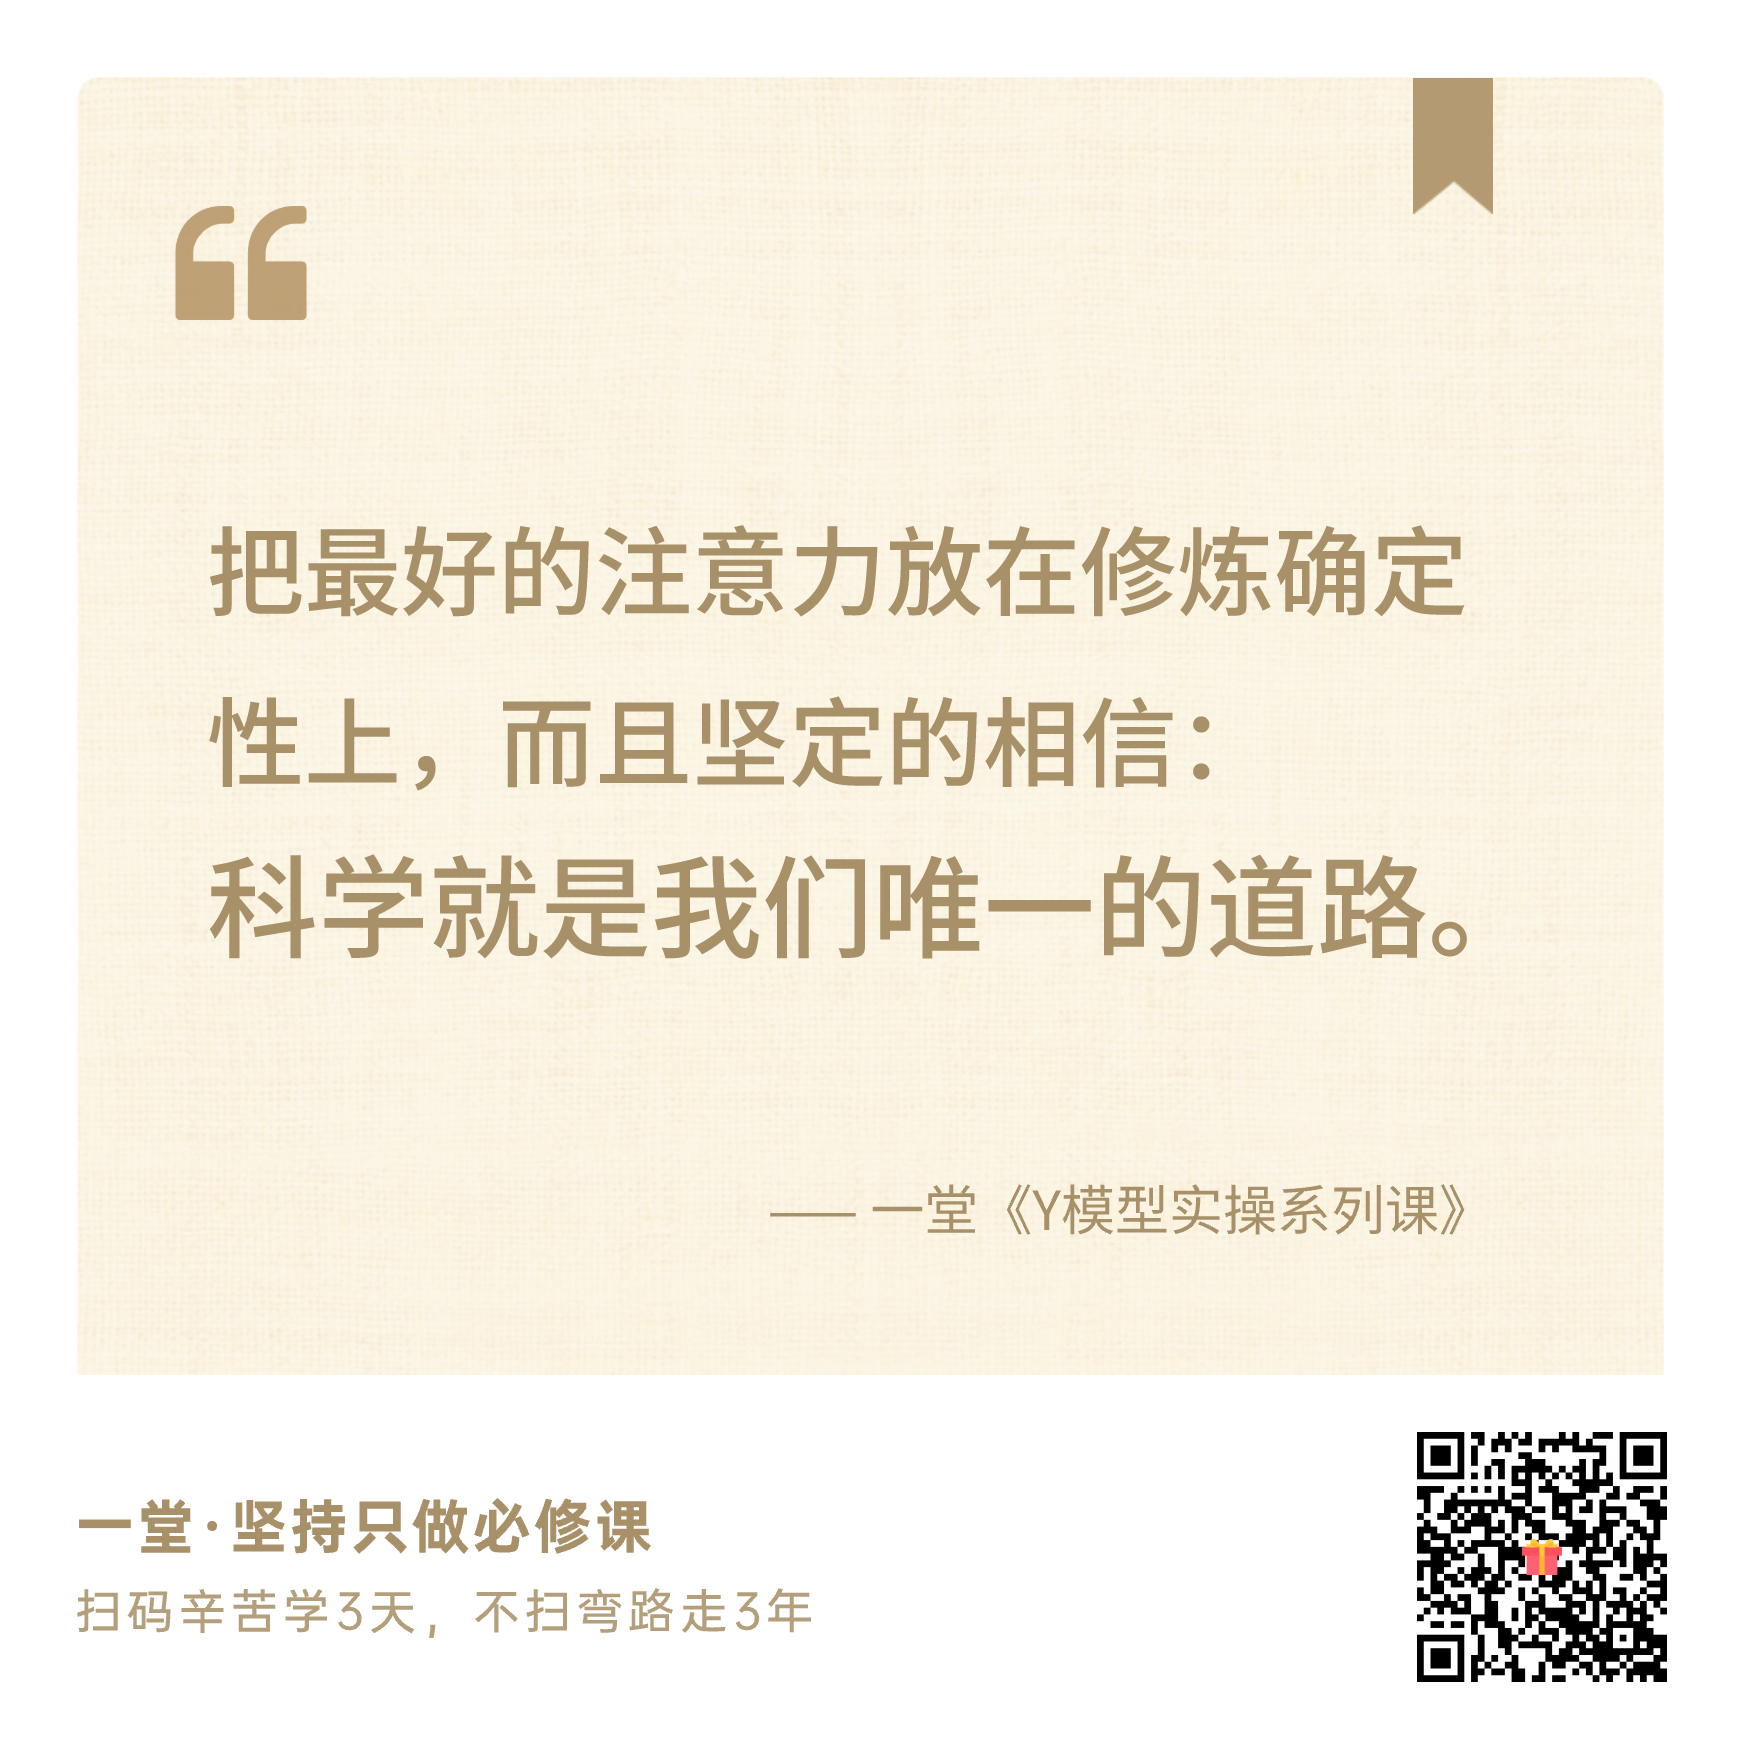 把最好的注意力放在修炼确定
性上，而且坚定的相信：
科学就是我们唯一的道路。
—— 一堂《Y模型实操系列课》
一堂·坚持只做必修课
扫码辛苦学3天，不扫弯路走3年